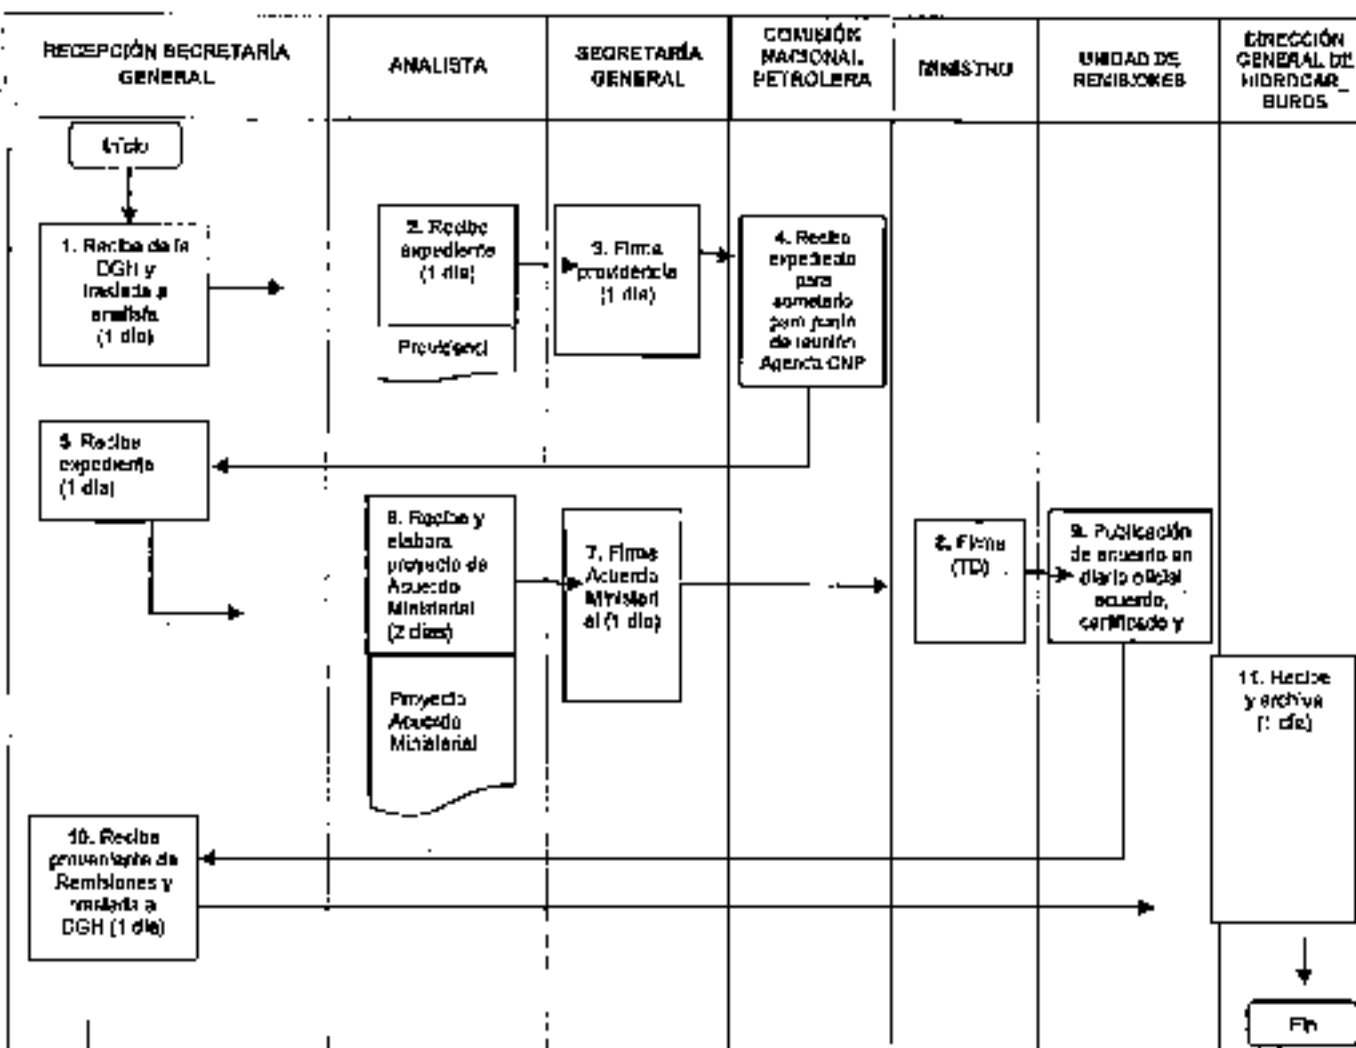 RECEPCIÓN SECRETARÍA
GENERAL
ANALISTA
SECRETARÍA
GENERAL
COMISIÓN
NACIONAL
PETROLERA
MINISTRO
UNIDAD DE
REMISIONES
DIRECCIÓN
GENERAL DE
HIDROCAR_
BUROS
Inicio
1. Recibe de la
DGH y
traslada a
analista
(1 día)
2. Recibe
expediente
(1 día)
Providenci
3. Firma
providencia
(1 día)
4. Recibe
expediente
para
someterlo
para punto
de reunión
Agenda CNP
5. Recibe
expediente
(1 día)
6. Recibe y
elabora
proyecto de
Acuerdo
Ministerial
(2 días)
Proyecto
Acuerdo
Ministerial
7. Firma
Acuerdo
Ministeri
al (1 día)
8. Firma
(TD)
9. Publicación
de acuerdo en
diario oficial
acuerdo,
certificado y
10. Recibe
proveniente de
Remisiones y
traslada a
DGH (1 día)
11. Recibe
y archiva
(1 día)
Fin